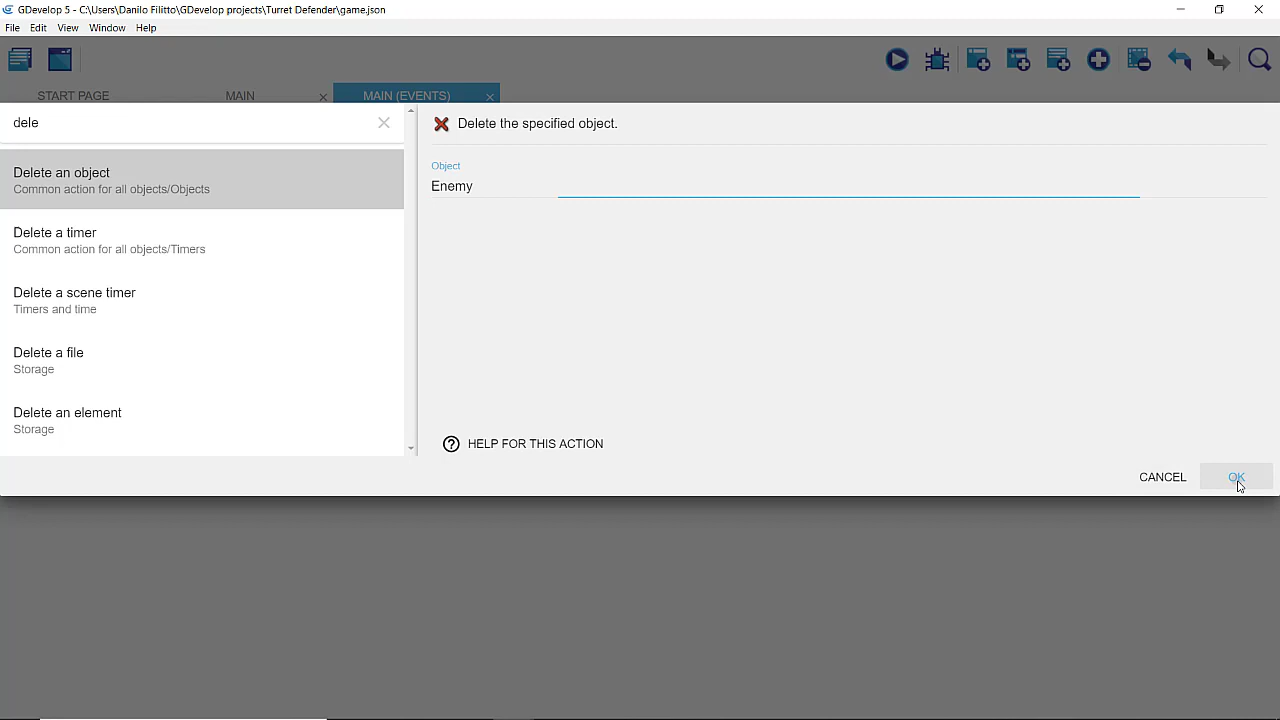 GDevelop 5 - C:\Users\Danilo Filitto\GDevelop projects\Turret Defender\game.json
File Edit View Window Help
START PAGE MAIN MAIN (EVENTS)
dele
Delete the specified object.
Delete an object
Common action for all objects/Objects
Object
Enemy
Delete a timer
Common action for all objects/Timers
Delete a scene timer
Timers and time
Delete a file
Storage
Delete an element
Storage
HELP FOR THIS ACTION
CANCEL OK